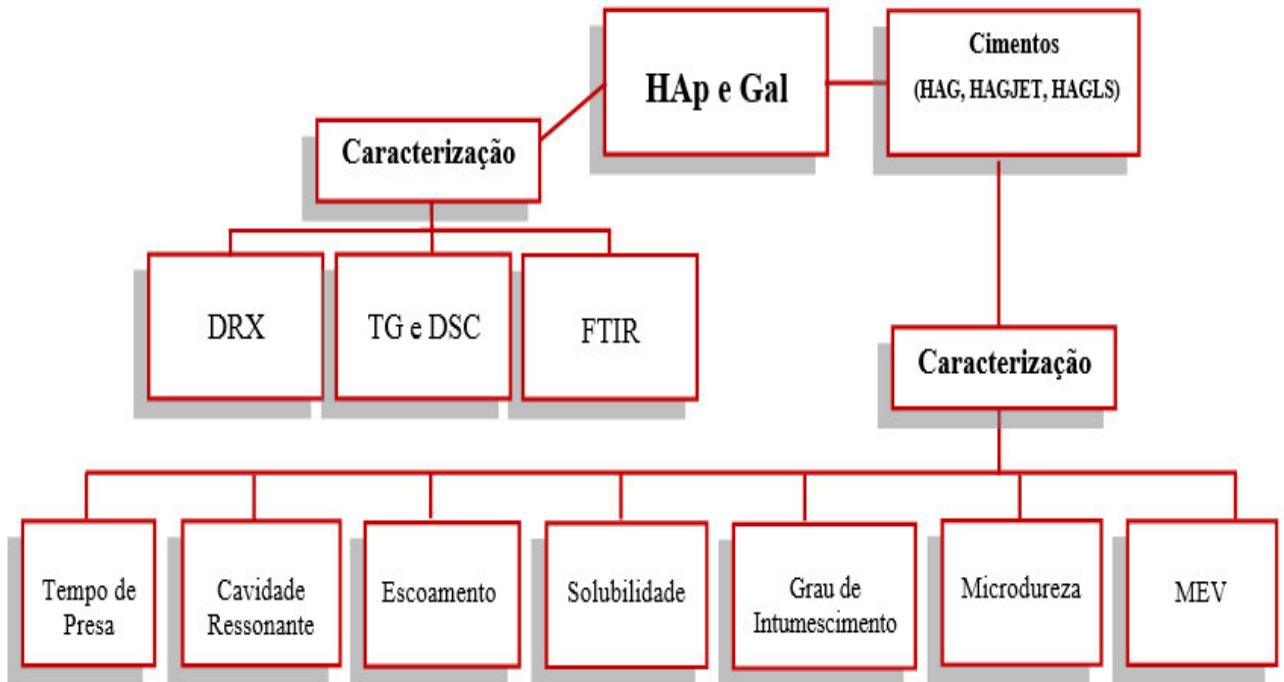 Cimentos
(HAG, HAGJET, HAGLS)
HAp e Gal
Caracterização
DRX
TG e DSC
FTIR
Caracterização
Tempo de
Presa
Cavidade
Ressonante
Escoamento
Solubilidade
Grau de
Intumescimento
Microdureza
MEV